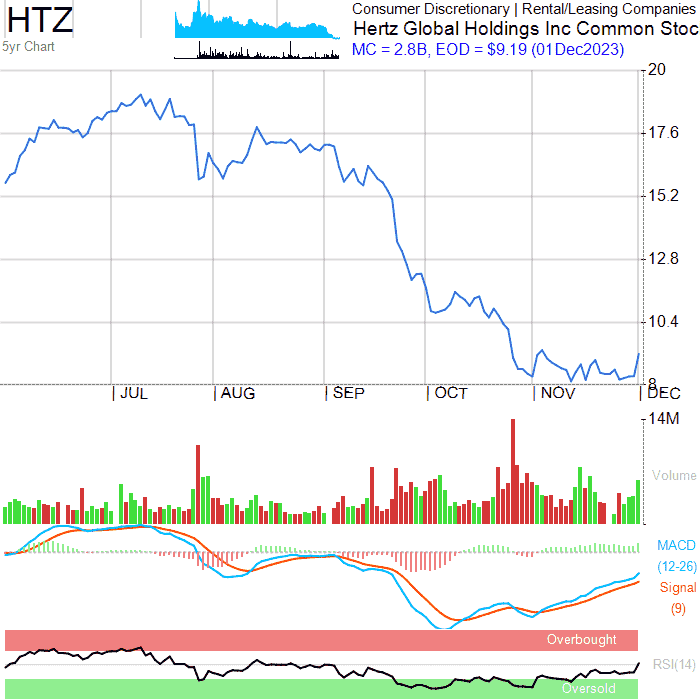 HTZ
5yr Chart
Consumer Discretionary | Rental/Leasing Companies
Hertz Global Holdings Inc Common Stoc
MC = 2.8B, EOD = $9.19 (01Dec2023)
20
17.6
15.2
12.8
10.4
8
JUL AUG SEP OCT NOV DEC
14M
Volume
MACD
(12-26)
Signal
(9)
Overbought
RSI(14)
Oversold